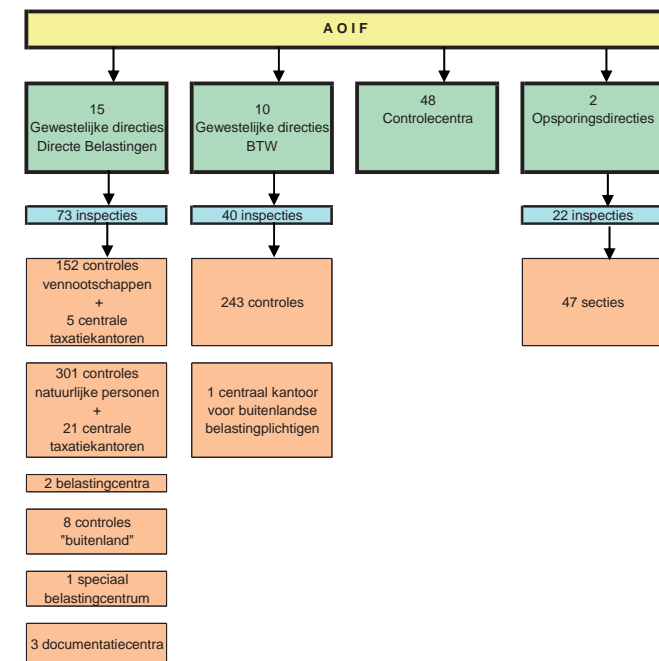 A O I F
15
Gewestelijke directies
Directe Belastingen
10
Gewestelijke directies
BTW
48
Controlecentra
2
Opsporingsdirecties
73 inspecties
40 inspecties
22 inspecties
152 controles
vennootschappen
+
5 centrale
taxatiekantoren
243 controles
47 secties
301 controles
natuurlijke personen
+
21 centrale
taxatiekantoren
1 centraal kantoor
voor buitenlandse
belastingplichtigen
2 belastingcentra
8 controles
"buitenland"
1 speciaal
belastingcentrum
3 documentatiecentra